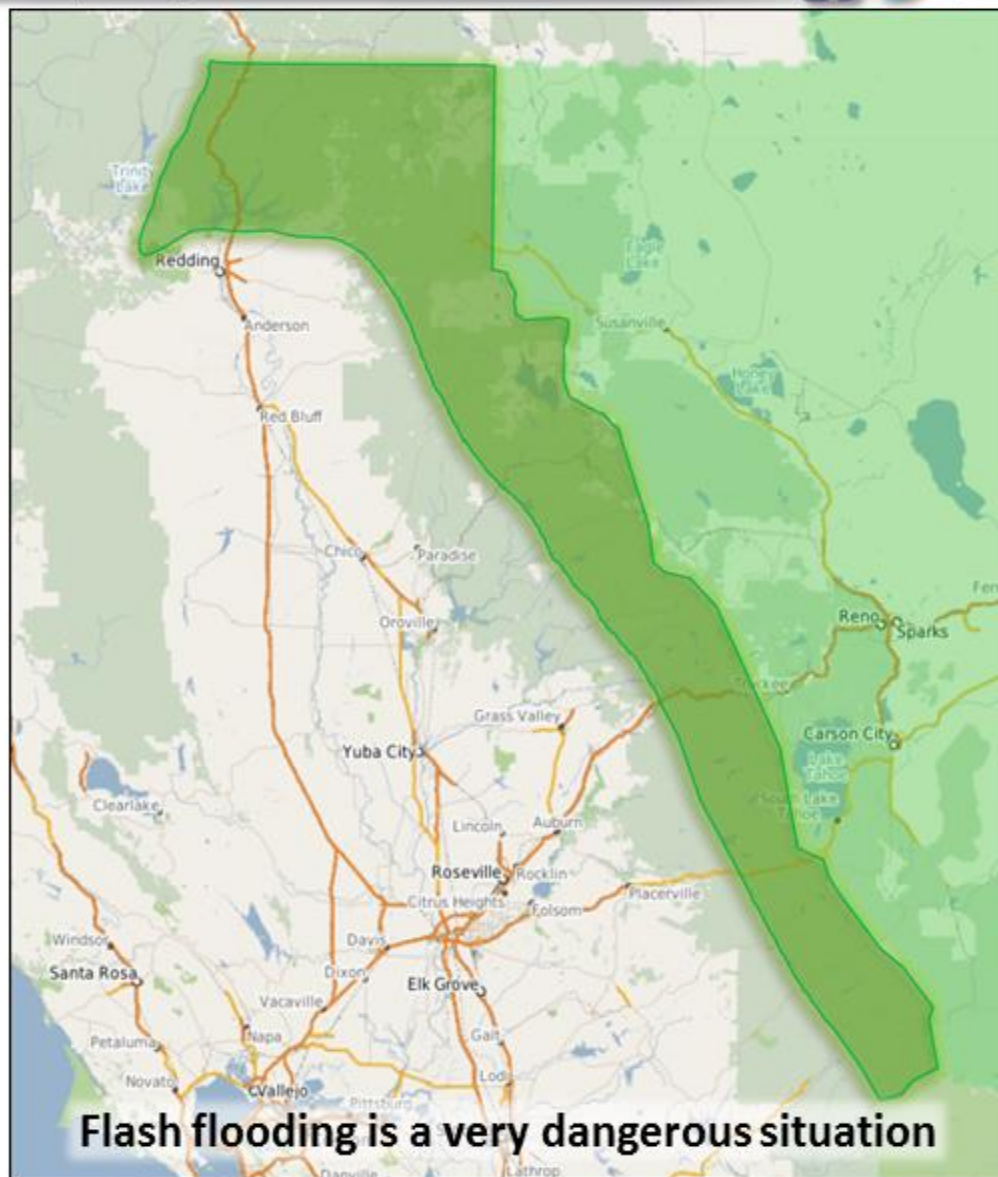 Trinity
Lake
Redding
Anderson
Red Bluff
Eagle
Lake
Susanville
Honey
Lake
Chico
Paradise
Oroville
Reno
Sparks
Truckee
Grass Valley
Yuba City
Carson City
Lake
Tahoe
South Lake
Tahoe
Clearlake
Lincoln
Auburn
Roseville
Rocklin
Placerville
Citrus Heights
Folsom
Windsor
Davis
Santa Rosa
Dixon
Elk Grove
Vacaville
Petaluma
Napa
Galt
Novato
Vallejo
Lodi
Pittsburg
Flash flooding is a very dangerous situation
Danville
Lathrop